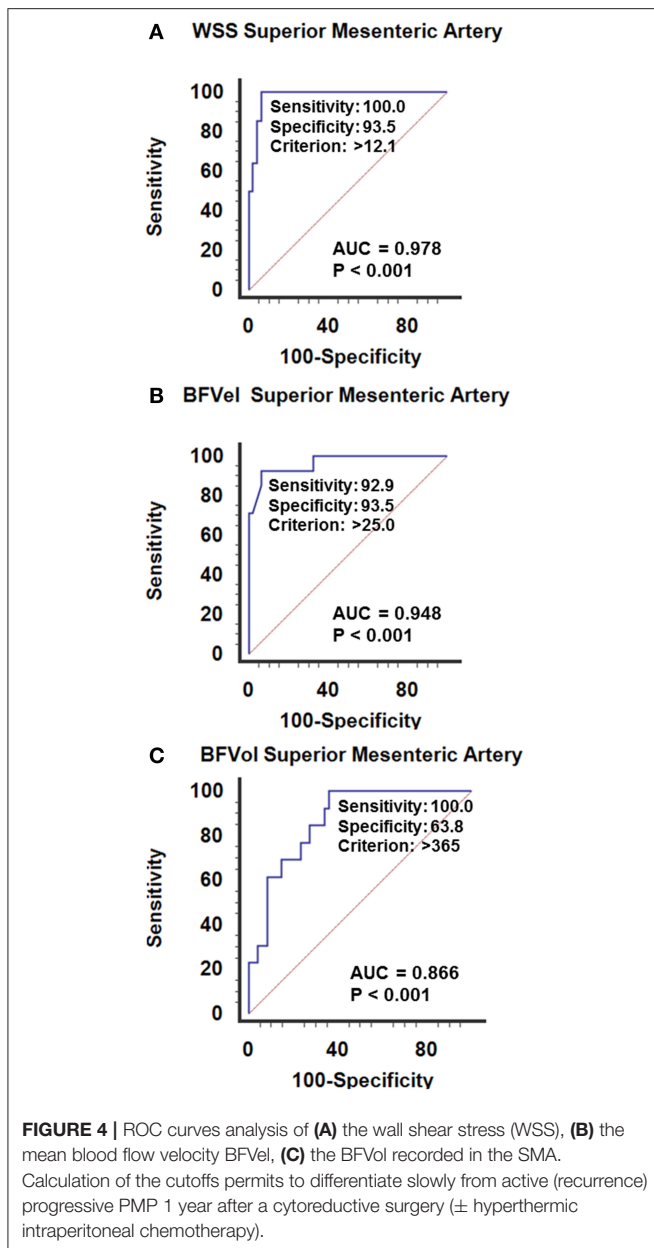 A WSS Superior Mesenteric Artery
100
80
60
40
20
0
Sensitivity
Sensitivity: 100.0
Specificity: 93.5
Criterion: >12.1
AUC = 0.978
P < 0.001
0 40 80
100-Specificity
B BFVel Superior Mesenteric Artery
100
80
60
40
20
0
Sensitivity
Sensitivity: 92.9
Specificity: 93.5
Criterion: >25.0
AUC = 0.948
P < 0.001
0 40 80
100-Specificity
C BFVol Superior Mesenteric Artery
100
80
60
40
20
0
Sensitivity
Sensitivity: 100.0
Specificity: 63.8
Criterion: >365
AUC = 0.866
P < 0.001
0 40 80
100-Specificity
FIGURE 4 | ROC curves analysis of (A) the wall shear stress (WSS), (B) the
mean blood flow velocity BFVel, (C) the BFVol recorded in the SMA.
Calculation of the cutoffs permits to differentiate slowly from active (recurrence)
progressive PMP 1 year after a cytoreductive surgery (± hyperthermic
intraperitoneal chemotherapy).